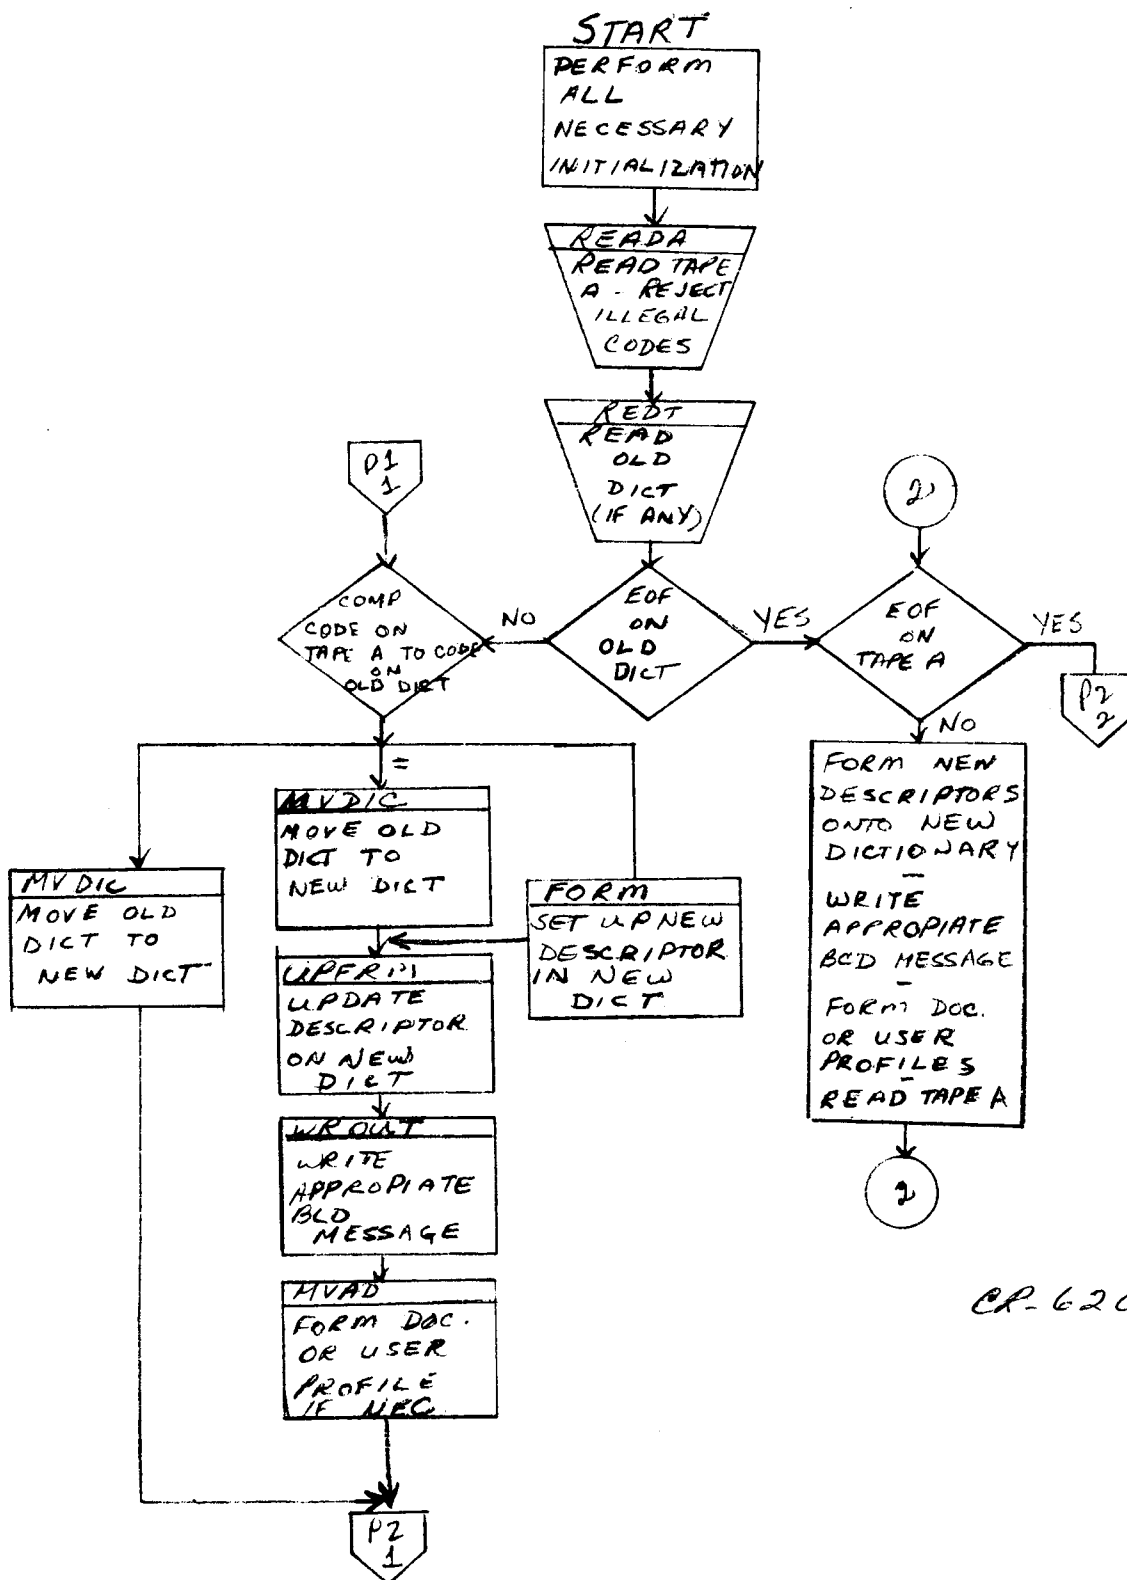 START
PERFORM
ALL
NECESSARY
INITIALIZATION
READA
READ TAPE
A - REJECT
ILLEGAL
CODES
REDT
READ
OLD
DICT
(IF ANY)
P1
1
2
COMP
CODE ON
TAPE A TO CODE
ON
OLD DICT
NO
EOF
ON
OLD
DICT
YES
EOF
ON
TAPE A
YES
P2
2
NO
=
MVDIC
MOVE OLD
DICT TO
NEW DICT
MVDIC
MOVE OLD
DICT TO
NEW DICT
FORM
SET UP NEW
DESCRIPTOR
IN NEW
DICT
UPFRM
UPDATE
DESCRIPTOR
ON NEW
DICT
WROUT
WRITE
APPROPIATE
BCD
MESSAGE
MVAD
FORM DOC.
OR USER
PROFILE
IF NEC
P2
1
FORM NEW
DESCRIPTORS
ONTO NEW
DICTIONARY
-
WRITE
APPROPIATE
BCD MESSAGE
-
FORM DOC.
OR USER
PROFILES
-
READ TAPE A
2
CR-620